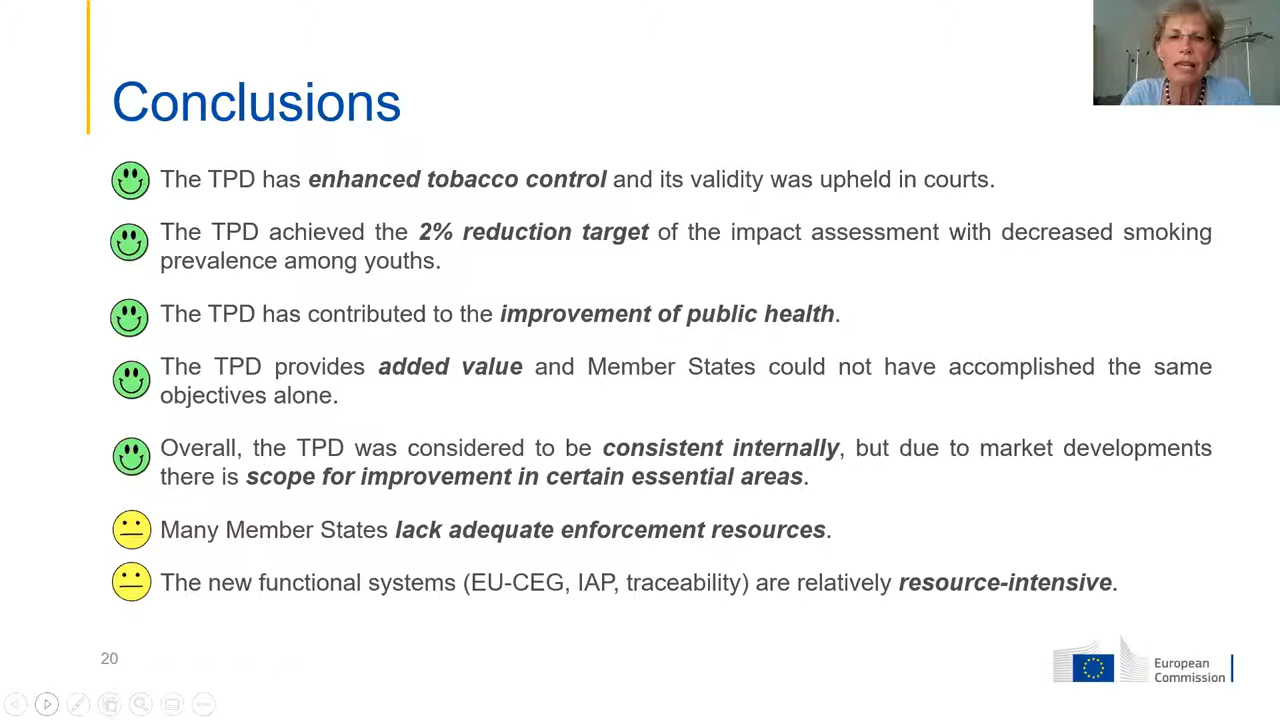 Conclusions
The TPD has enhanced tobacco control and its validity was upheld in courts.
The TPD achieved the 2% reduction target of the impact assessment with decreased smoking
prevalence among youths.
The TPD has contributed to the improvement of public health.
The TPD provides added value and Member States could not have accomplished the same
objectives alone.
Overall, the TPD was considered to be consistent internally, but due to market developments
there is scope for improvement in certain essential areas.
Many Member States lack adequate enforcement resources.
The new functional systems (EU-CEG, IAP, traceability) are relatively resource-intensive.
20
European
Commission